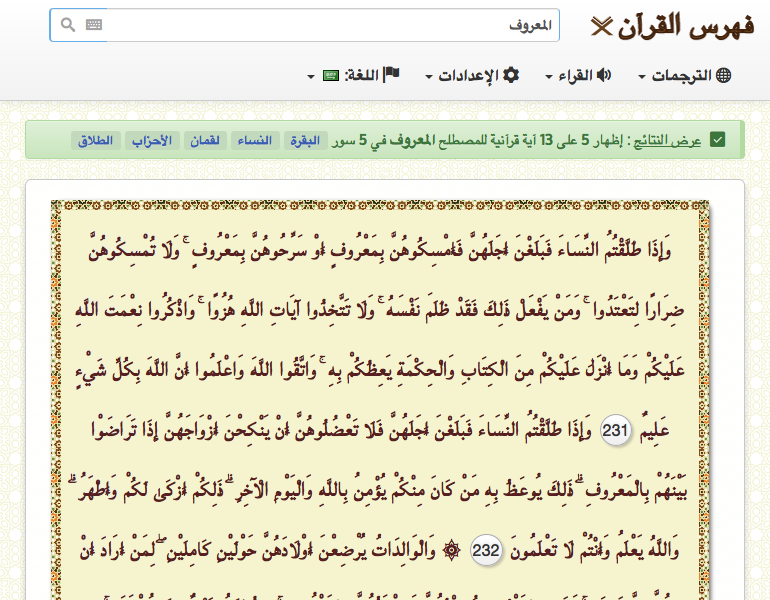 فهرس القرآن
المعروف
الترجمات
القراء
الإعدادات
اللغة:
عرض النتائج : إظهار 5 على 13 آية قرآنية للمصطلح المعروف في 5 سور البقرة النساء لقمان الأحزاب الطلاق
وَإِذَا طَلَّقْتُمُ النِّسَاءَ فَبَلَغْنَ أَجَلَهُنَّ فَأَمْسِكُوهُنَّ بِمَعْرُوفٍ أَوْ سَرِّحُوهُنَّ بِمَعْرُوفٍ ۚ وَلَا تُمْسِكُوهُنَّ
ضِرَارًا لِتَعْتَدُوا ۚ وَمَنْ يَفْعَلْ ذَٰلِكَ فَقَدْ ظَلَمَ نَفْسَهُ ۚ وَلَا تَتَّخِذُوا آيَاتِ اللَّهِ هُزُوًا ۚ وَاذْكُرُوا نِعْمَتَ اللَّهِ
عَلَيْكُمْ وَمَا أَنْزَلَ عَلَيْكُمْ مِنَ الْكِتَابِ وَالْحِكْمَةِ يَعِظُكُمْ بِهِ ۚ وَاتَّقُوا اللَّهَ وَاعْلَمُوا أَنَّ اللَّهَ بِكُلِّ شَيْءٍ
عَلِيمٌ 231 وَإِذَا طَلَّقْتُمُ النِّسَاءَ فَبَلَغْنَ أَجَلَهُنَّ فَلَا تَعْضُلُوهُنَّ أَنْ يَنْكِحْنَ أَزْوَاجَهُنَّ إِذَا تَرَاضَوْا
بَيْنَهُمْ بِالْمَعْرُوفِ ۗ ذَٰلِكَ يُوعَظُ بِهِ مَنْ كَانَ مِنْكُمْ يُؤْمِنُ بِاللَّهِ وَالْيَوْمِ الْآخِرِ ۗ ذَٰلِكُمْ أَزْكَىٰ لَكُمْ وَأَطْهَرُ ۗ
وَاللَّهُ يَعْلَمُ وَأَنْتُمْ لَا تَعْلَمُونَ 232 ۞ وَالْوَالِدَاتُ يُرْضِعْنَ أَوْلَادَهُنَّ حَوْلَيْنِ كَامِلَيْنِ ۖ لِمَنْ أَرَادَ أَنْ